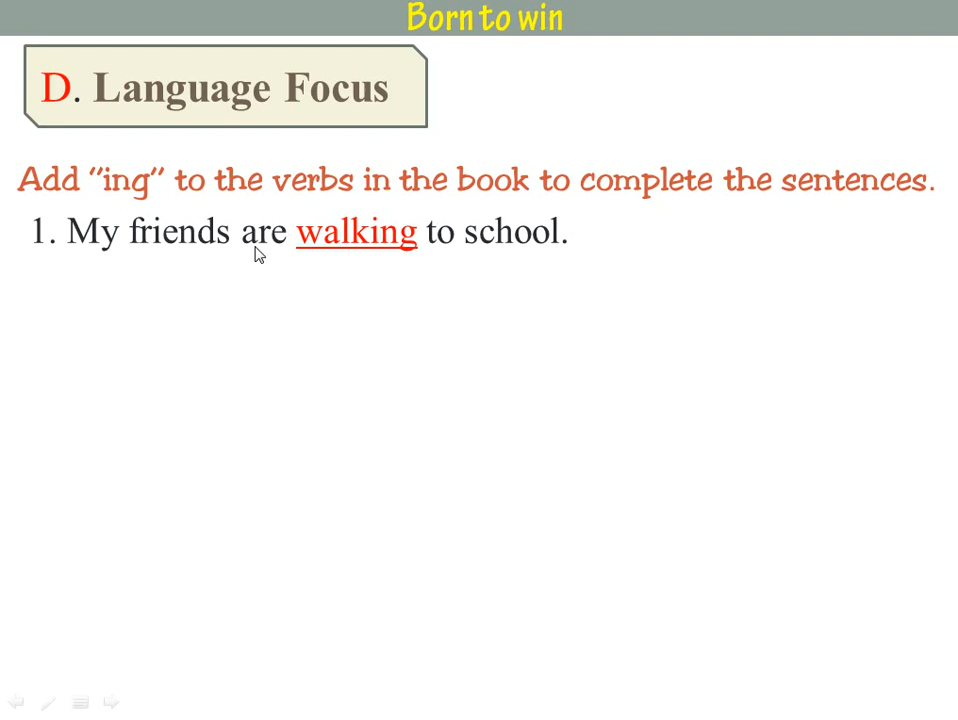 Born to win
D. Language Focus
Add "ing" to the verbs in the book to complete the sentences.
1. My friends are walking to school.